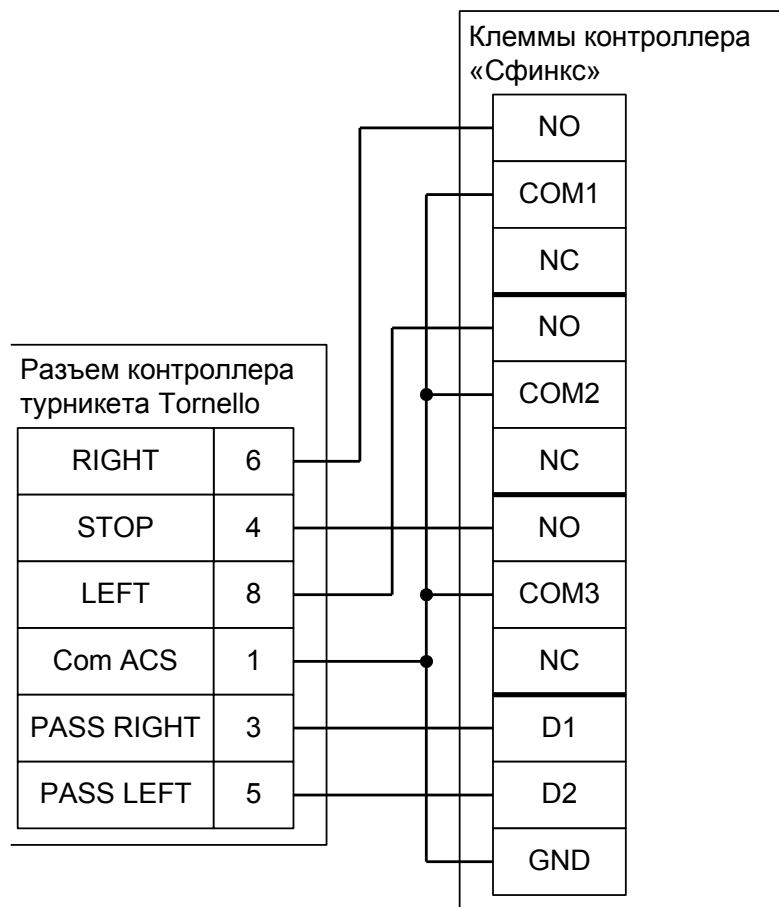 Клеммы контроллера
«Сфинкс»
NO
COM1
NC
NO
COM2
NC
NO
COM3
NC
D1
D2
GND
Разъем контроллера
турникета Tornello
RIGHT 6
STOP 4
LEFT 8
Com ACS 1
PASS RIGHT 3
PASS LEFT 5